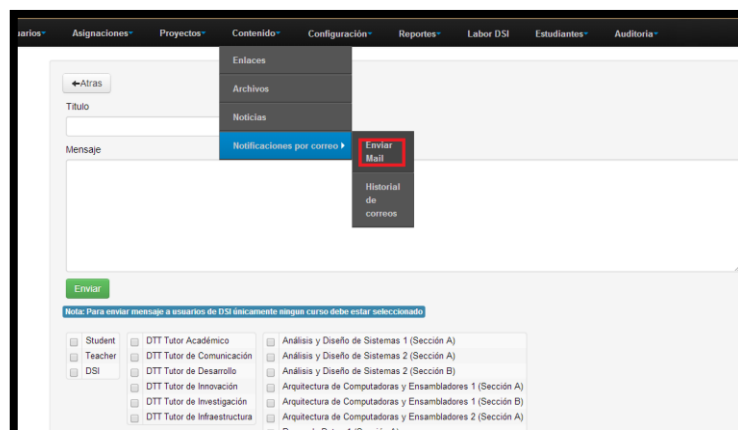 uarios Asignaciones Proyectos Contenido Configuración Reportes Labor DSI Estudiantes Auditoria
Enlaces
Archivos
Noticias
Notificaciones por correo
Enviar
Mail
Historial
de
correos
Atras
Titulo
Mensaje
Enviar
Nota: Para enviar mensaje a usuarios de DSI únicamente ningun curso debe estar seleccionado
Student
Teacher
DSI
DTT Tutor Académico
DTT Tutor de Comunicación
DTT Tutor de Desarrollo
DTT Tutor de Innovación
DTT Tutor de Investigación
DTT Tutor de Infraestructura
Análisis y Diseño de Sistemas 1 (Sección A)
Análisis y Diseño de Sistemas 2 (Sección A)
Análisis y Diseño de Sistemas 2 (Sección B)
Arquitectura de Computadoras y Ensambladores 1 (Sección A)
Arquitectura de Computadoras y Ensambladores 1 (Sección B)
Arquitectura de Computadoras y Ensambladores 2 (Sección A)